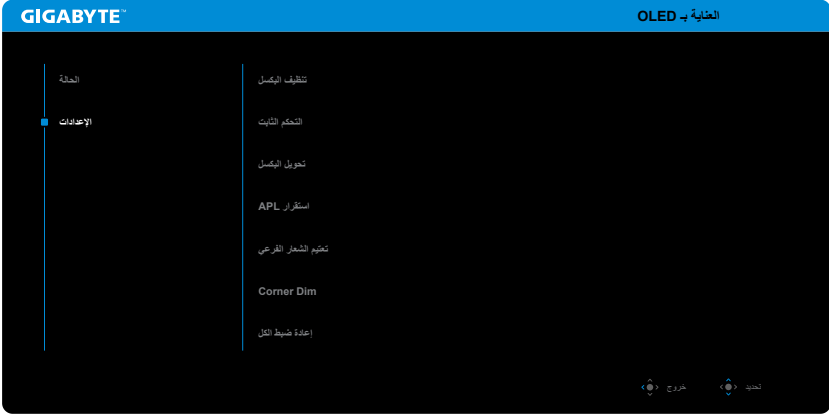 GIGABYTE™
العناية بـ OLED
الحالة
الإعدادات
تنظيف البكسل
التحكم الثابت
تحويل البكسل
استقرار APL
تعتيم الشعار الفرعي
Corner Dim
إعادة ضبط الكل
خروج
تحديد